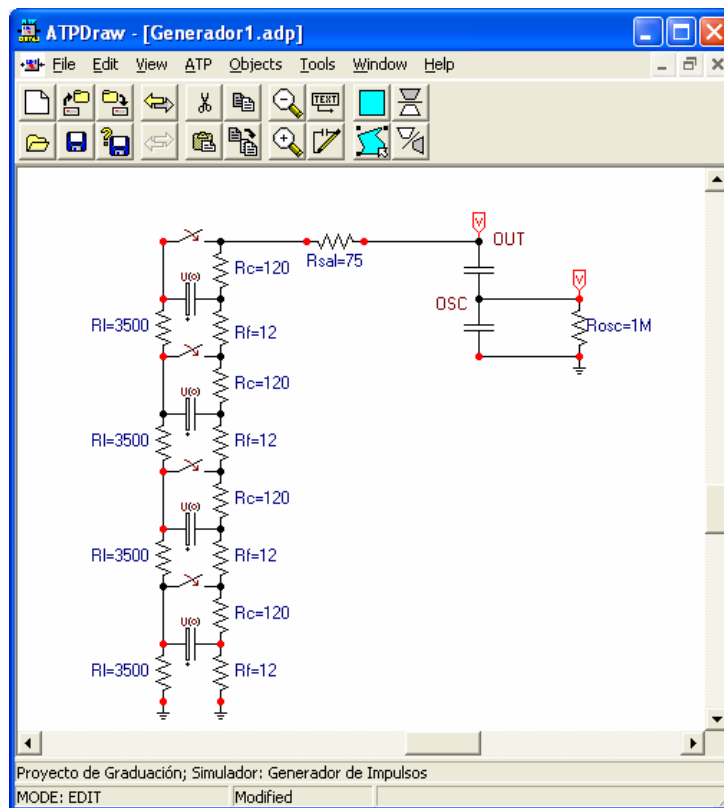 ATPDraw - [Generador1.adp]
File Edit View ATP Objects Tools Window Help
TEXT
V
OUT
Rsal=75
Rc=120
V
U(0)
OSC
Rl=3500
Rf=12
Rosc=1M
Rc=120
U(0)
Rl=3500
Rf=12
Rc=120
U(0)
Rl=3500
Rf=12
Rc=120
U(0)
Rl=3500
Rf=12
Proyecto de Graduación; Simulador: Generador de Impulsos
MODE: EDIT Modified